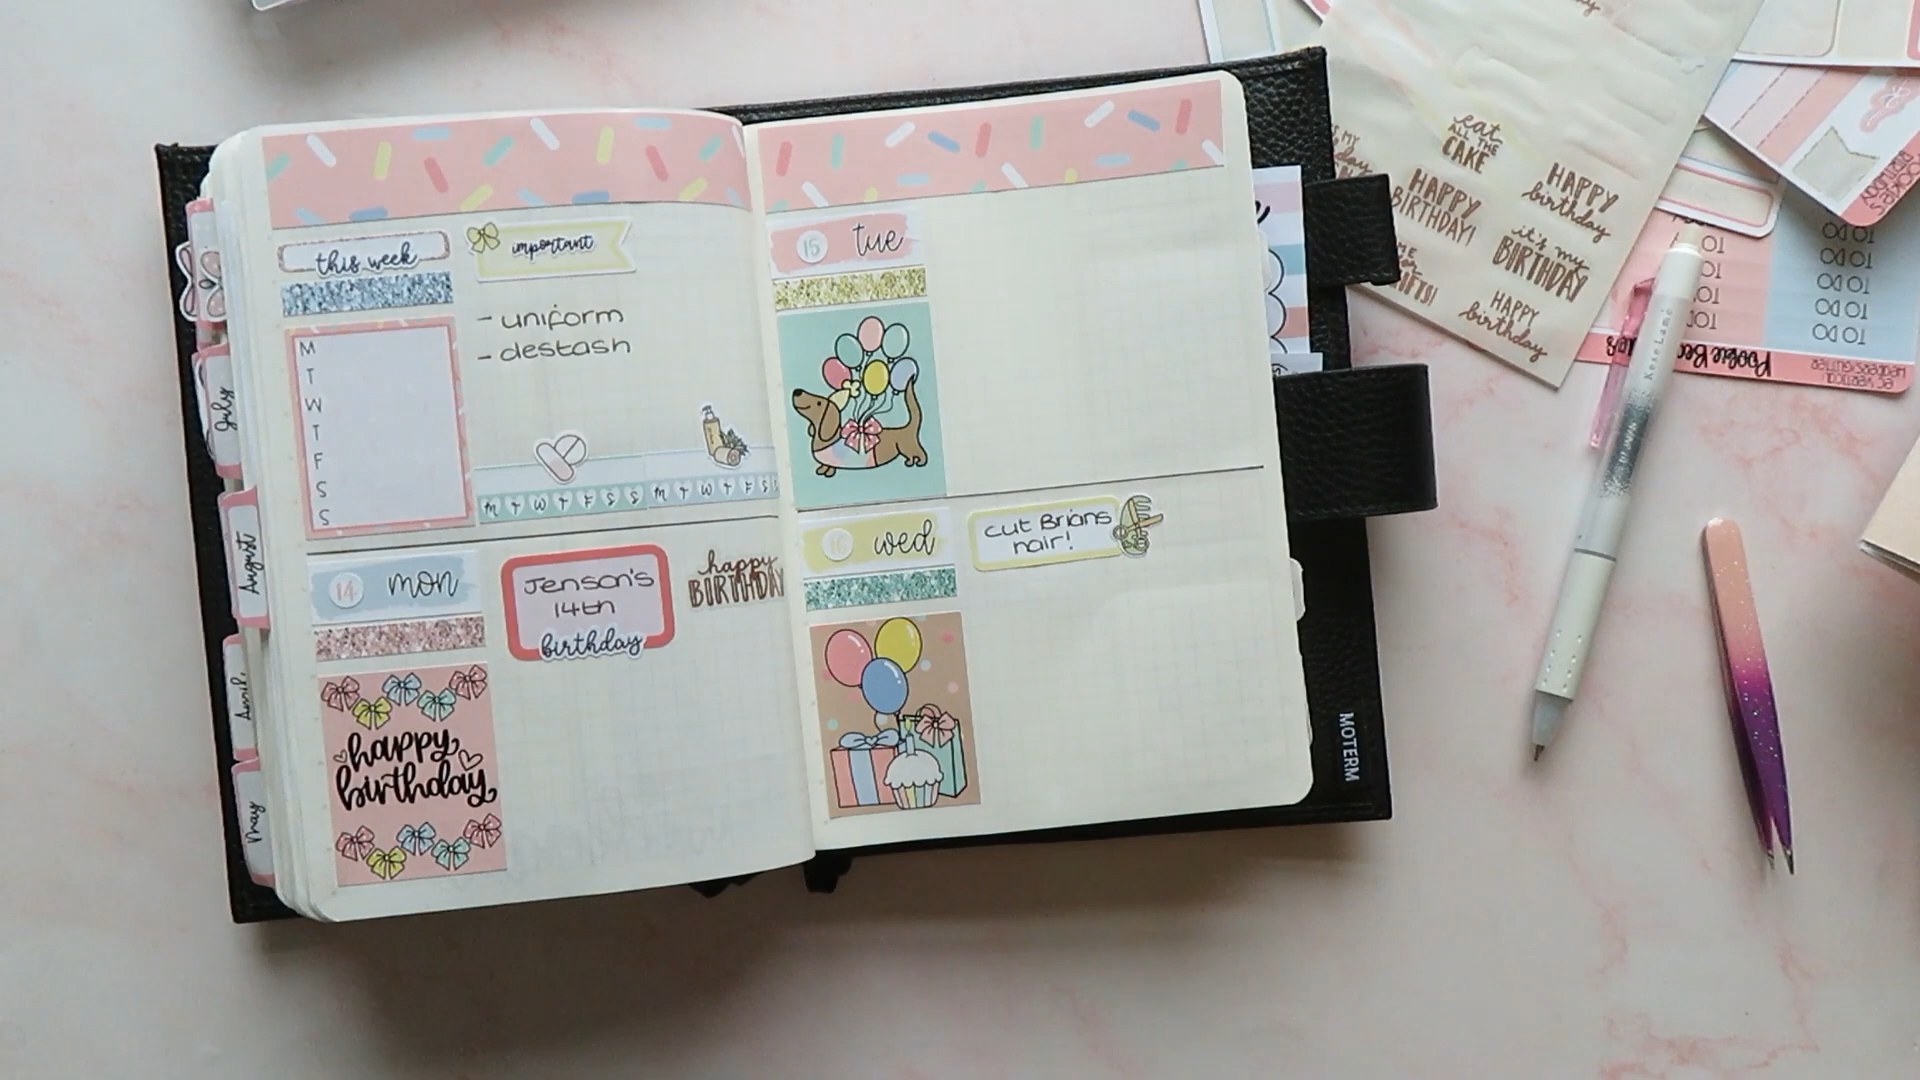 this week
important
- uniform
- destash
M
T
W
T
F
S
S
M T W T F S S
M T W T F S S
14 mon
Jenson's
14th
birthday
happy
BIRTHDAY
happy
birthday
15 tue
16 wed
cut Brians
hair!
July
August
April
May
MOTERM
eat
ALL THE
CAKE
HAPPY
BIRTHDAY!
HAPPY
birthday
it's my
BIRTHDAY
HAPPY
birthday
TO DO
TO DO
TO DO
TO DO
TO DO